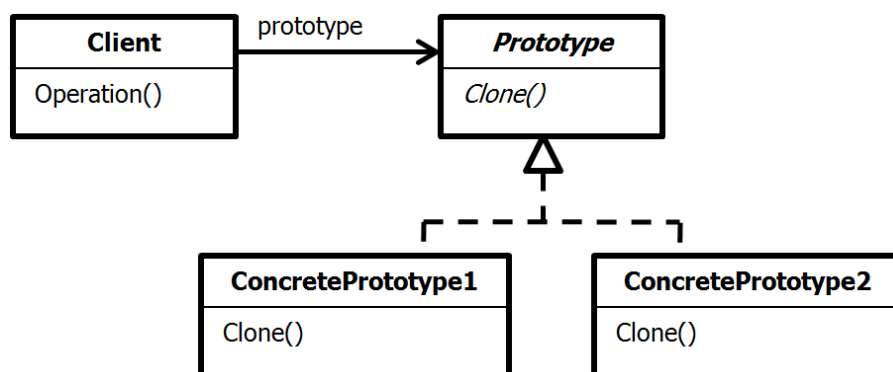 Client
prototype
Prototype
Operation()
Clone()
ConcretePrototype1
ConcretePrototype2
Clone()
Clone()